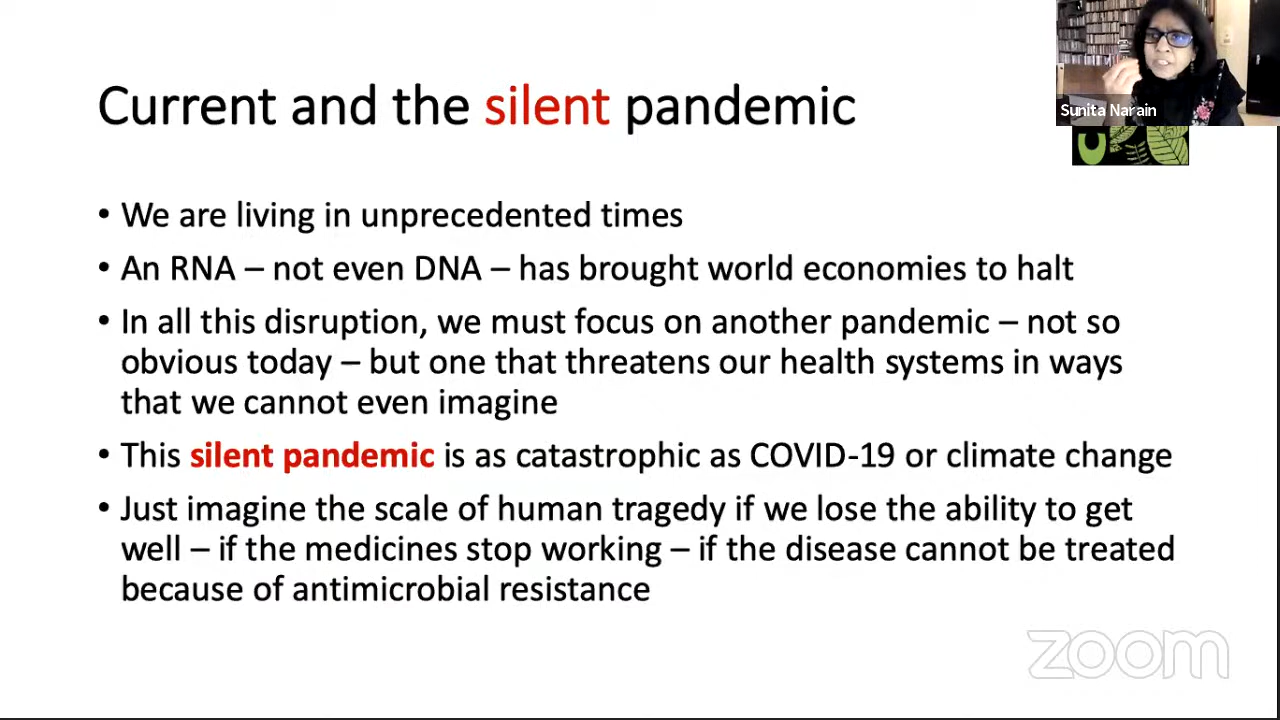 Current and the silent pandemic
Sunita Narain
• We are living in unprecedented times
• An RNA – not even DNA – has brought world economies to halt
• In all this disruption, we must focus on another pandemic – not so
obvious today – but one that threatens our health systems in ways
that we cannot even imagine
• This silent pandemic is as catastrophic as COVID-19 or climate change
• Just imagine the scale of human tragedy if we lose the ability to get
well – if the medicines stop working – if the disease cannot be treated
because of antimicrobial resistance
zoom